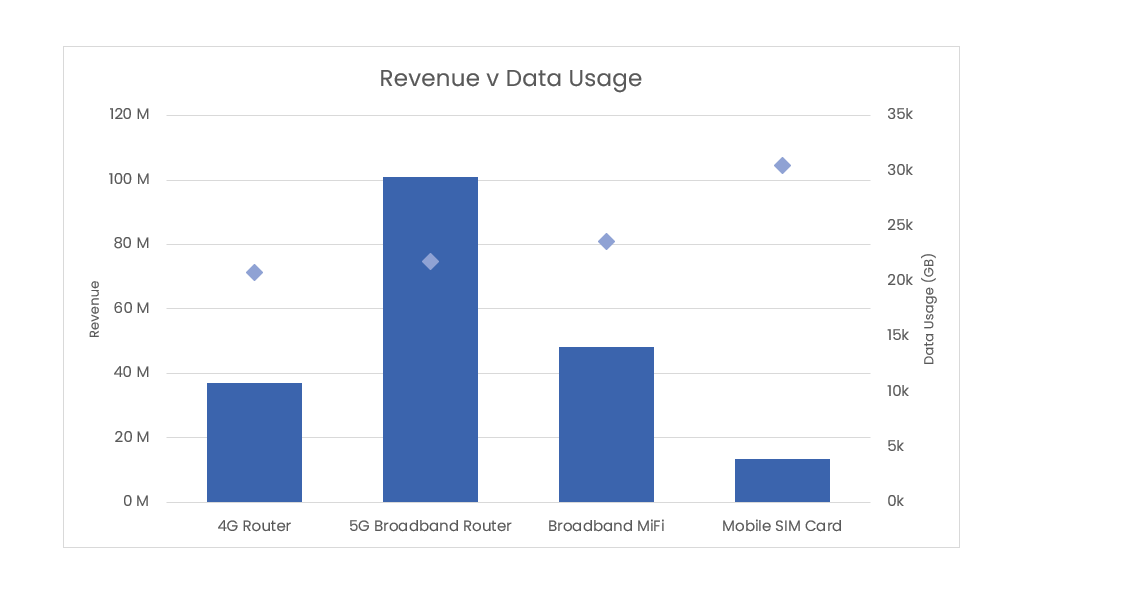 Revenue v Data Usage
120 M
100 M
80 M
60 M
40 M
20 M
0 M
Revenue
35k
30k
25k
20k
15k
10k
5k
0k
Data Usage (GB)
4G Router
5G Broadband Router
Broadband MiFi
Mobile SIM Card